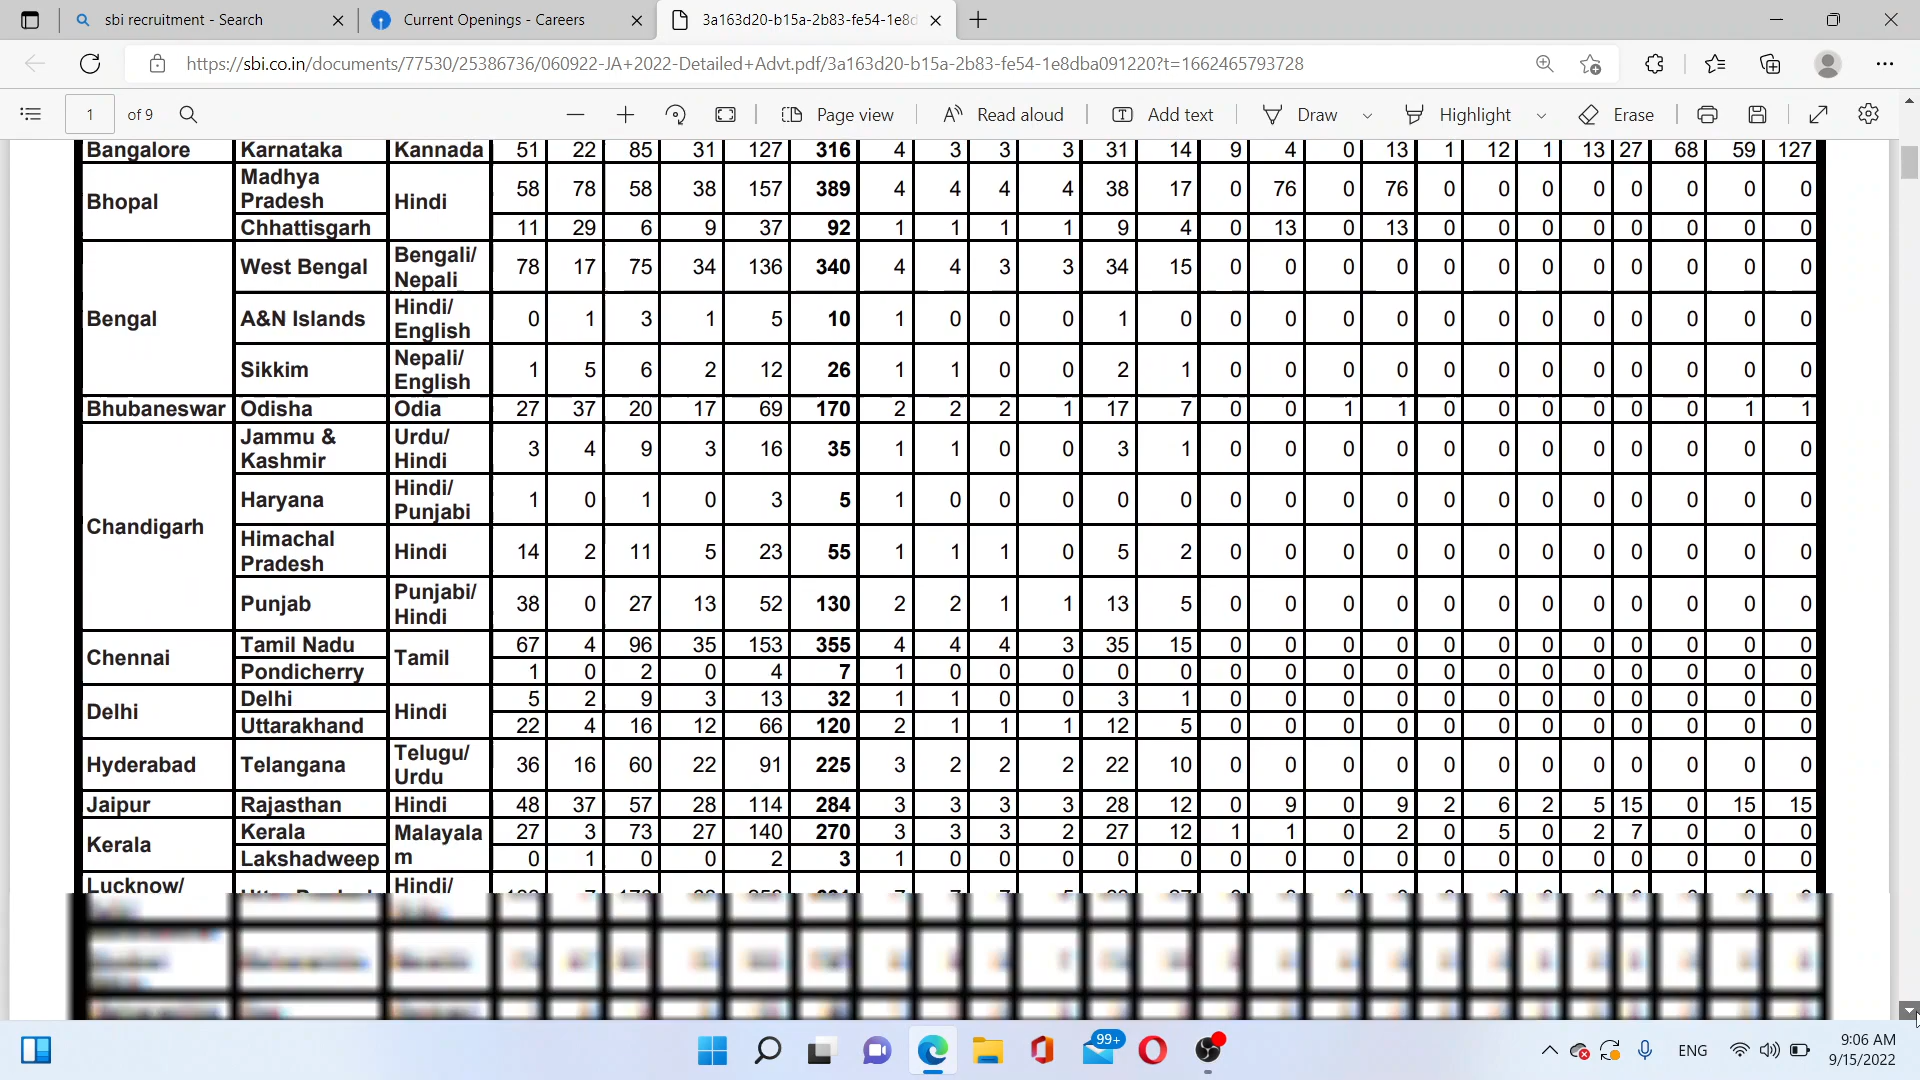 sbi recruitment - Search
Current Openings - Careers
3a163d20-b15a-2b83-fe54-1e8d
https://sbi.co.in/documents/77530/25386736/060922-JA+2022-Detailed+Advt.pdf/3a163d20-b15a-2b83-fe54-1e8dba091220?t=1662465793728
1 of 9
Page view
Read aloud
Add text
Draw
Highlight
Erase
Bangalore Karnataka Kannada 51 22 85 31 127 316 4 3 3 3 31 14 9 4 0 13 1 12 1 13 27 68 59 127
Bhopal
Madhya
Pradesh
Hindi
58 78 58 38 157 389 4 4 4 4 38 17 0 76 0 76 0 0 0 0 0 0 0 0
Chhattisgarh 11 29 6 9 37 92 1 1 1 1 9 4 0 13 0 13 0 0 0 0 0 0 0 0
Bengal
West Bengal
Bengali/
Nepali
78 17 75 34 136 340 4 4 3 3 34 15 0 0 0 0 0 0 0 0 0 0 0 0
A&N Islands
Hindi/
English
0 1 3 1 5 10 1 0 0 0 1 0 0 0 0 0 0 0 0 0 0 0 0 0
Sikkim
Nepali/
English
1 5 6 2 12 26 1 1 0 0 2 1 0 0 0 0 0 0 0 0 0 0 0 0
Bhubaneswar Odisha Odia 27 37 20 17 69 170 2 2 2 1 17 7 0 0 1 1 0 0 0 0 0 0 1 1
Chandigarh
Jammu &
Kashmir
Urdu/
Hindi
3 4 9 3 16 35 1 1 0 0 3 1 0 0 0 0 0 0 0 0 0 0 0 0
Haryana
Hindi/
Punjabi
1 0 1 0 3 5 1 0 0 0 0 0 0 0 0 0 0 0 0 0 0 0 0 0
Himachal
Pradesh
Hindi
14 2 11 5 23 55 1 1 1 0 5 2 0 0 0 0 0 0 0 0 0 0 0 0
Punjab
Punjabi/
Hindi
38 0 27 13 52 130 2 2 1 1 13 5 0 0 0 0 0 0 0 0 0 0 0 0
Chennai
Tamil Nadu
Tamil
67 4 96 35 153 355 4 4 4 3 35 15 0 0 0 0 0 0 0 0 0 0 0 0
Pondicherry 1 0 2 0 4 7 1 0 0 0 0 0 0 0 0 0 0 0 0 0 0 0 0 0
Delhi
Delhi
Hindi
5 2 9 3 13 32 1 1 0 0 3 1 0 0 0 0 0 0 0 0 0 0 0 0
Uttarakhand 22 4 16 12 66 120 2 1 1 1 12 5 0 0 0 0 0 0 0 0 0 0 0 0
Hyderabad Telangana
Telugu/
Urdu
36 16 60 22 91 225 3 2 2 2 22 10 0 0 0 0 0 0 0 0 0 0 0 0
Jaipur Rajasthan Hindi 48 37 57 28 114 284 3 3 3 3 28 12 0 9 0 9 2 6 2 5 15 0 15 15
Kerala
Kerala
Malayala
m
27 3 73 27 140 270 3 3 3 2 27 12 1 1 0 2 0 5 0 2 7 0 0 0
Lakshadweep 0 1 0 0 2 3 1 0 0 0 0 0 0 0 0 0 0 0 0 0 0 0 0 0
Lucknow/
Hindi/
99+
ENG
9:06 AM
9/15/2022